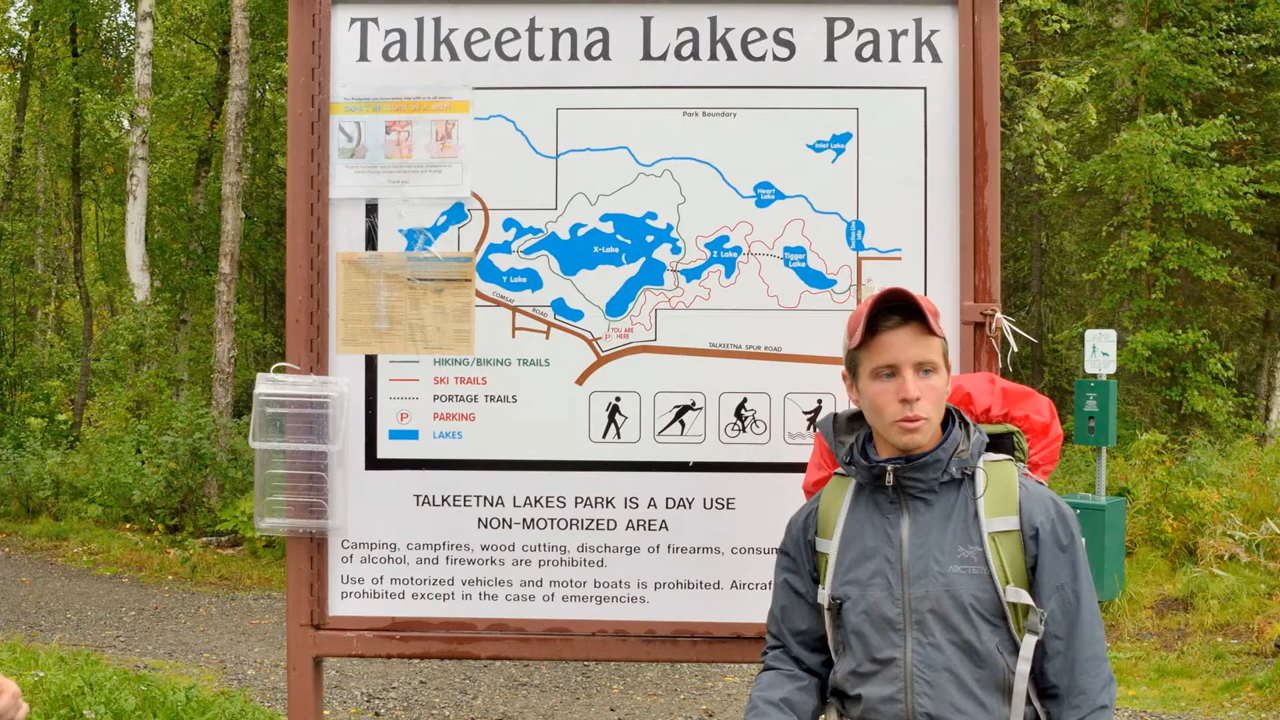 Talkeetna Lakes Park
Park Boundary
Inlet Lake
Heart
Lake
X-Lake
Z Lake
Tigger
Lake
Y Lake
COMSAT ROAD
YOU ARE
HERE
P
TALKEETNA SPUR ROAD
HIKING/BIKING TRAILS
SKI TRAILS
PORTAGE TRAILS
P PARKING
LAKES
Thank you
TALKEETNA LAKES PARK IS A DAY USE
NON-MOTORIZED AREA
Camping, campfires, wood cutting, discharge of firearms, consum
of alcohol, and fireworks are prohibited.
Use of motorized vehicles and motor boats is prohibited. Aircraf
prohibited except in the case of emergencies.
ARC'TERY